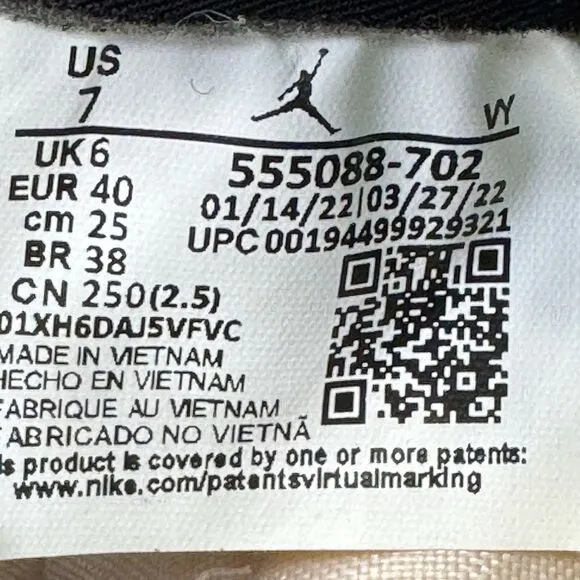 US
7
VY
UK 6
EUR 40
cm 25
BR 38
CN 250(2.5)
555088-702
01/14/22|03/27/22
UPC 00194499929321
01XH6DAJ5VFVC
MADE IN VIETNAM
HECHO EN VIETNAM
FABRIQUE AU VIETNAM
FABRICADO NO VIETNÃ
is product is covered by one or more patents:
www.nike.com/patentsvirtualmarking